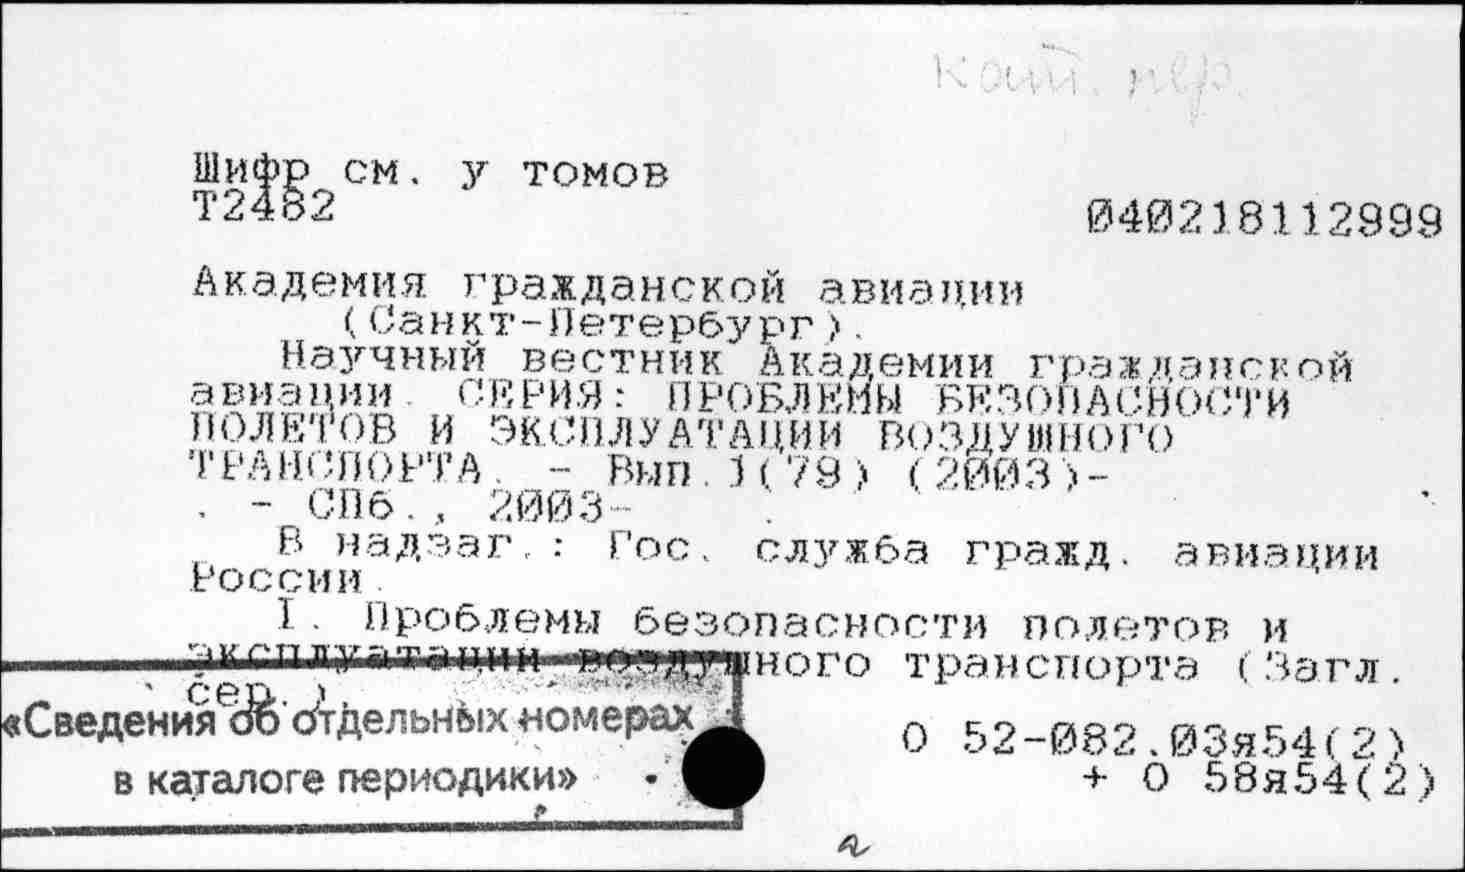 кат. пер.
Шифр см. у томов
Т2482
040218112999
Академия гражданской авиации
(Санкт-Петербург).
Научный вестник Академии гражданской
авиации. СЕРИЯ: ПРОБЛЕМЫ БЕЗОПАСНОСТИ
ПОЛЕТОВ И ЭКСПЛУАТАЦИИ ВОЗДУШНОГО
ТРАНСПОРТА. - Вып.1(79) (2003)-
. - СПб., 2003-
В надзаг.: Гос. служба гражд. авиации
России.
1. Проблемы безопасности полетов и
эксплуатации воздушного транспорта (Загл.
сер.)
«Сведения об отдельных номерах
в каталоге периодики»
О 52-082.03я54(2)
+ О 58я54(2)